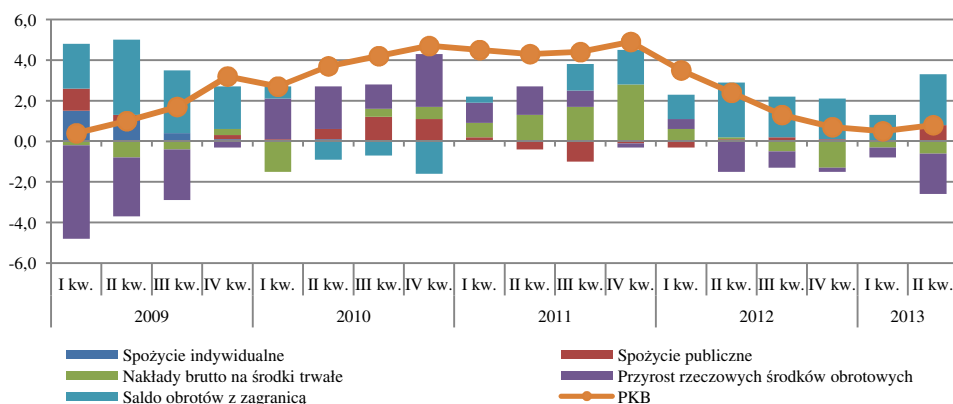 6,0
4,0
2,0
0,0
-2,0
-4,0
-6,0
I kw. II kw. III kw. IV kw. I kw. II kw. III kw. IV kw. I kw. II kw. III kw. IV kw. I kw. II kw. III kw. IV kw. I kw. II kw.
2009 2010 2011 2012 2013
Spożycie indywidualne Spożycie publiczne
Nakłady brutto na środki trwałe Przyrost rzeczowych środków obrotowych
Saldo obrotów z zagranicą PKB